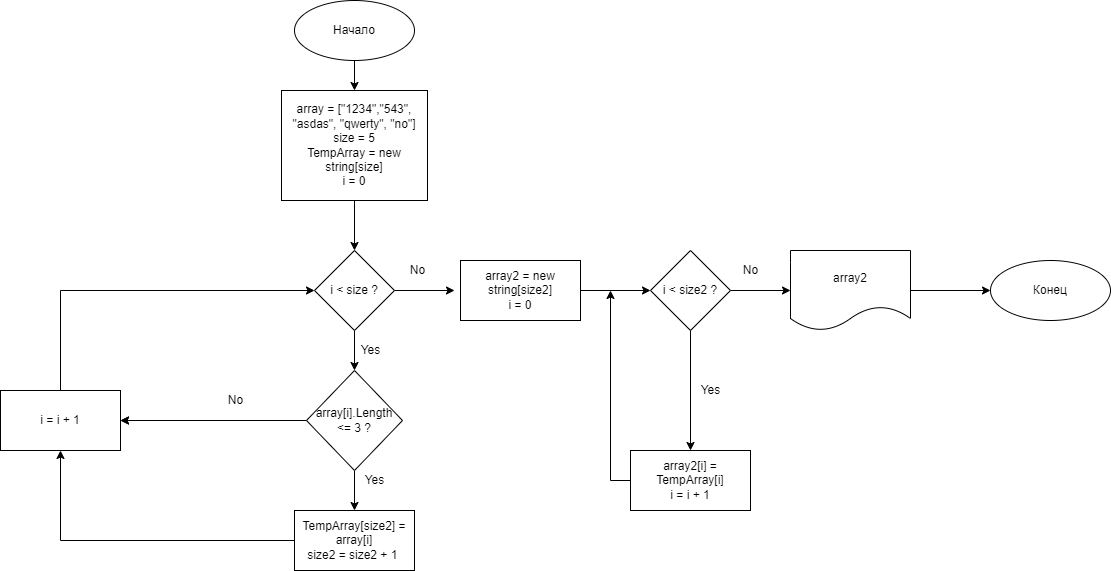 Начало
array = ["1234","543",
"asdas", "qwerty", "no"]
size = 5
TempArray = new
string[size]
i = 0
i < size ?
No
array2 = new
string[size2]
i = 0
i < size2 ?
No
array2
Конец
Yes
Yes
i = i + 1
No
array[i].Length
<= 3 ?
Yes
array2[i] =
TempArray[i]
i = i + 1
TempArray[size2] =
array[i]
size2 = size2 + 1